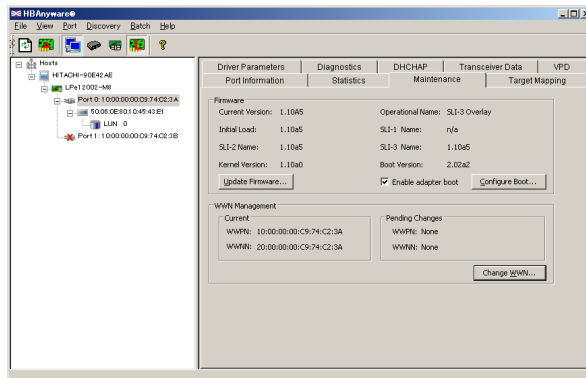 HBAnyware®
File View Port Discovery Batch Help
Hosts
HITACHI-90E42AE
LPe12002-M8
Port 0: 10:00:00:00:C9:74:C2:3A
50:06:0E:80:10:45:43:E1
LUN 0
Port 1: 10:00:00:00:C9:74:C2:3B
Driver Parameters Diagnostics DHCHAP Transceiver Data VPD
Port Information Statistics Maintenance Target Mapping
Firmware
Current Version: 1.10A5 Operational Name: SLI-3 Overlay
Initial Load: 1.10a5 SLI-1 Name: n/a
SLI-2 Name: 1.10a5 SLI-3 Name: 1.10a5
Kernel Version: 1.10a0 Boot Version: 2.02a2
Update Firmware... Enable adapter boot Configure Boot...
WWN Management
Current Pending Changes
WWPN: 10:00:00:00:C9:74:C2:3A WWPN: None
WWNN: 20:00:00:00:C9:74:C2:3A WWNN: None
Change WWN...